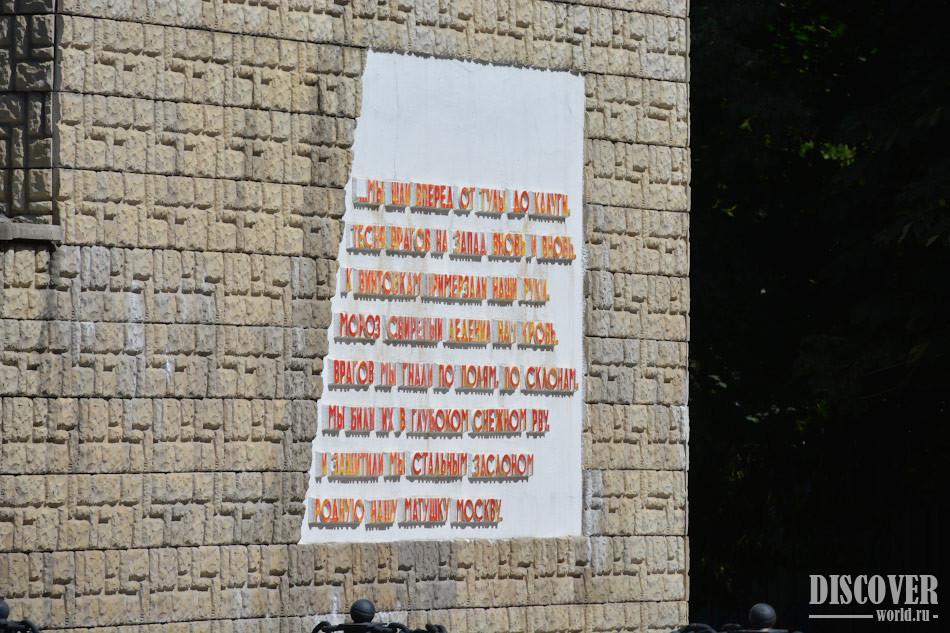 ...МЫ ШЛИ ВПЕРЕД ОТ ТУЛЫ ДО КАЛУГИ,
ТЕСНЯ ВРАГОВ НА ЗАПАД ВНОВЬ И ВНОВЬ.
К ВИНТОВКАМ ПРИМЕРЗАЛИ НАШИ РУКИ,
МОРОЗ СВИРЕПЫЙ ЛЕДЕНИЛ НАМ КРОВЬ.
ВРАГОВ МЫ ГНАЛИ ПО ПОЛЯМ, ПО СКЛОНАМ,
МЫ БИЛИ ИХ В ГЛУБОКОМ СНЕЖНОМ РВУ,
И ЗАЩИТИЛИ МЫ СТАЛЬНЫМ ЗАСЛОНОМ
РОДНУЮ НАШУ МАТУШКУ МОСКВУ.
DISCOVER
world.ru